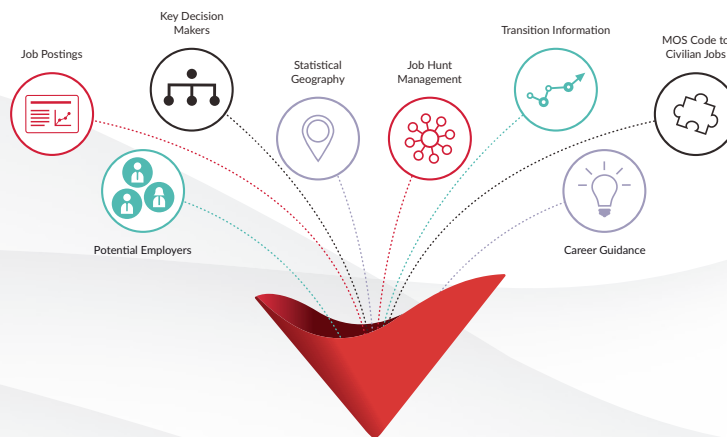 Job Postings
Key Decision
Makers
Statistical
Geography
Job Hunt
Management
Transition Information
MOS Code to
Civilian Jobs
Potential Employers
Career Guidance